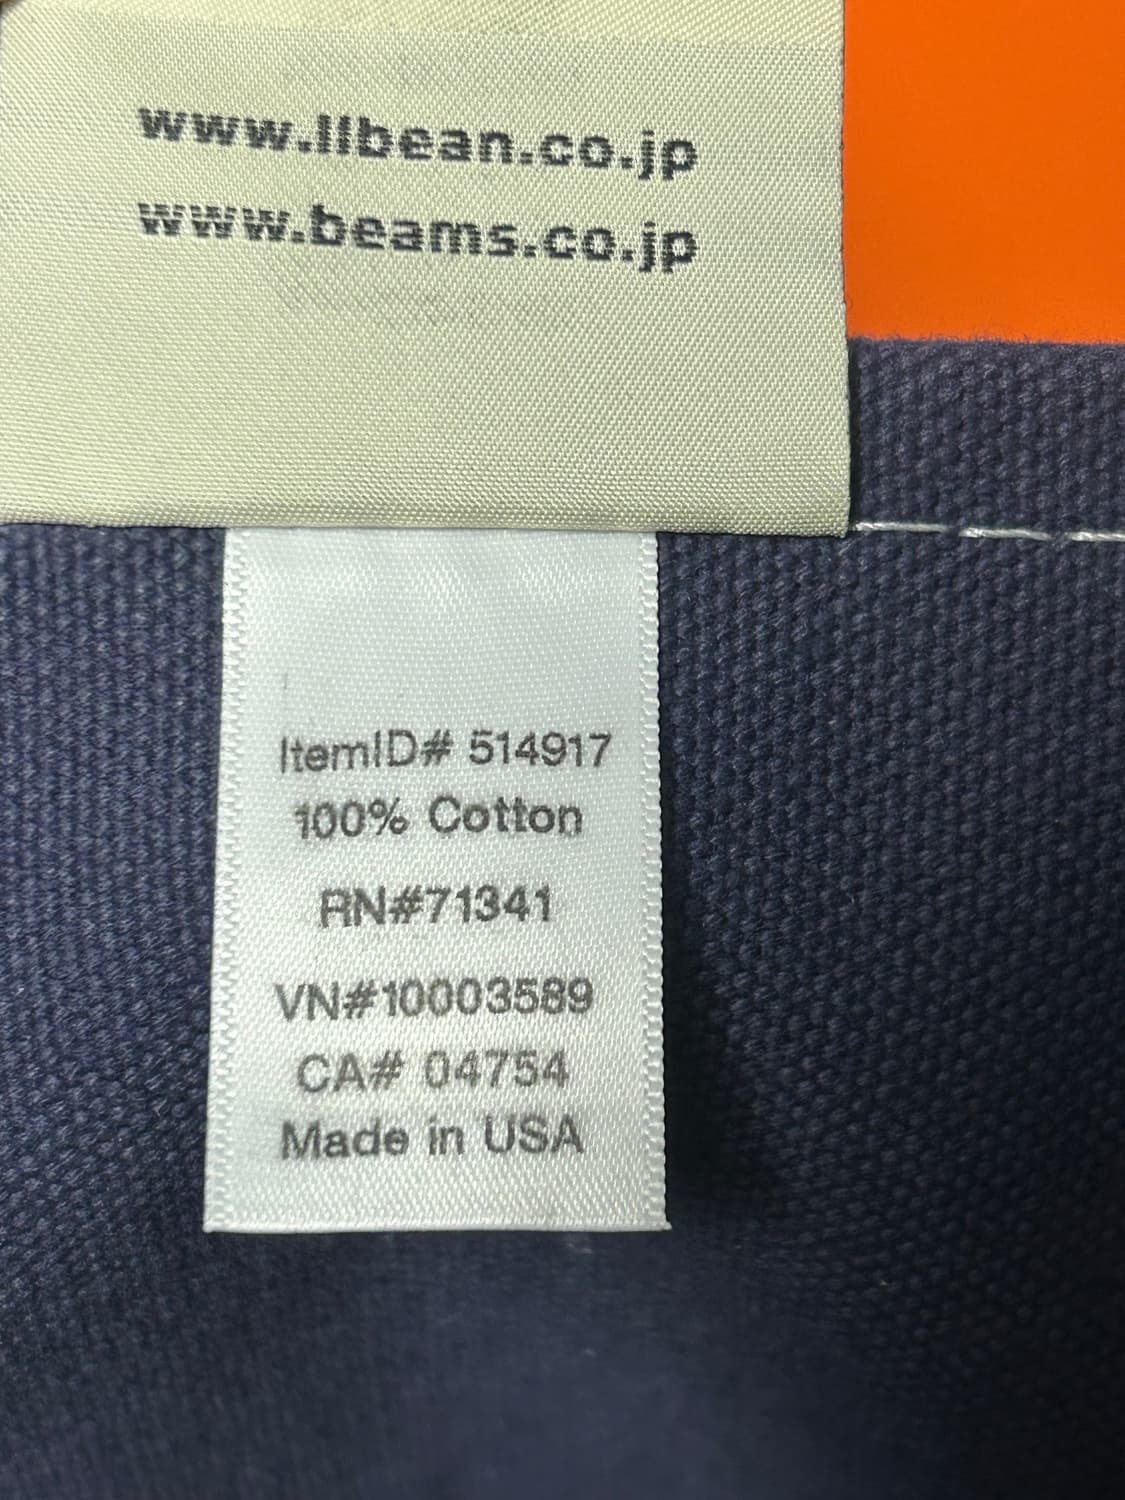 www.llbean.co.jp
www.beams.co.jp
ItemID# 514917
100% Cotton
RN#71341
VN#10003589
CA# 04754
Made in USA